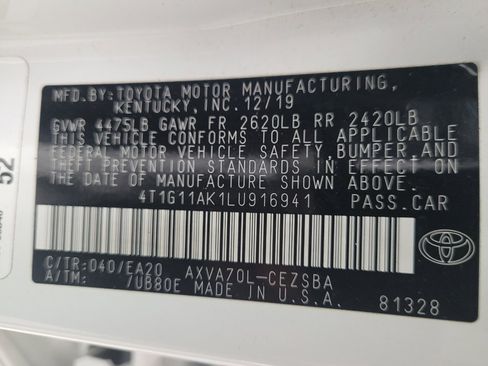 MFD.BY:TOYOTA MOTOR MANUFACTURING,
KENTUCKY,INC.12/19
GVWR 4475LB GAWR FR 2620LB RR 2420LB
THIS VEHICLE CONFORMS TO ALL APPLICABLE
FEDERAL MOTOR VEHICLE SAFETY,BUMPER,AND
THEFT PREVENTION STANDARDS IN EFFECT ON
THE DATE OF MANUFACTURE SHOWN ABOVE.
4T1G11AK1LU916941 PASS.CAR
C/TR:040/EA20 AXVA70L-CEZSBA
A/TM: 7UB80E MADE IN U.S.A. 81328
52